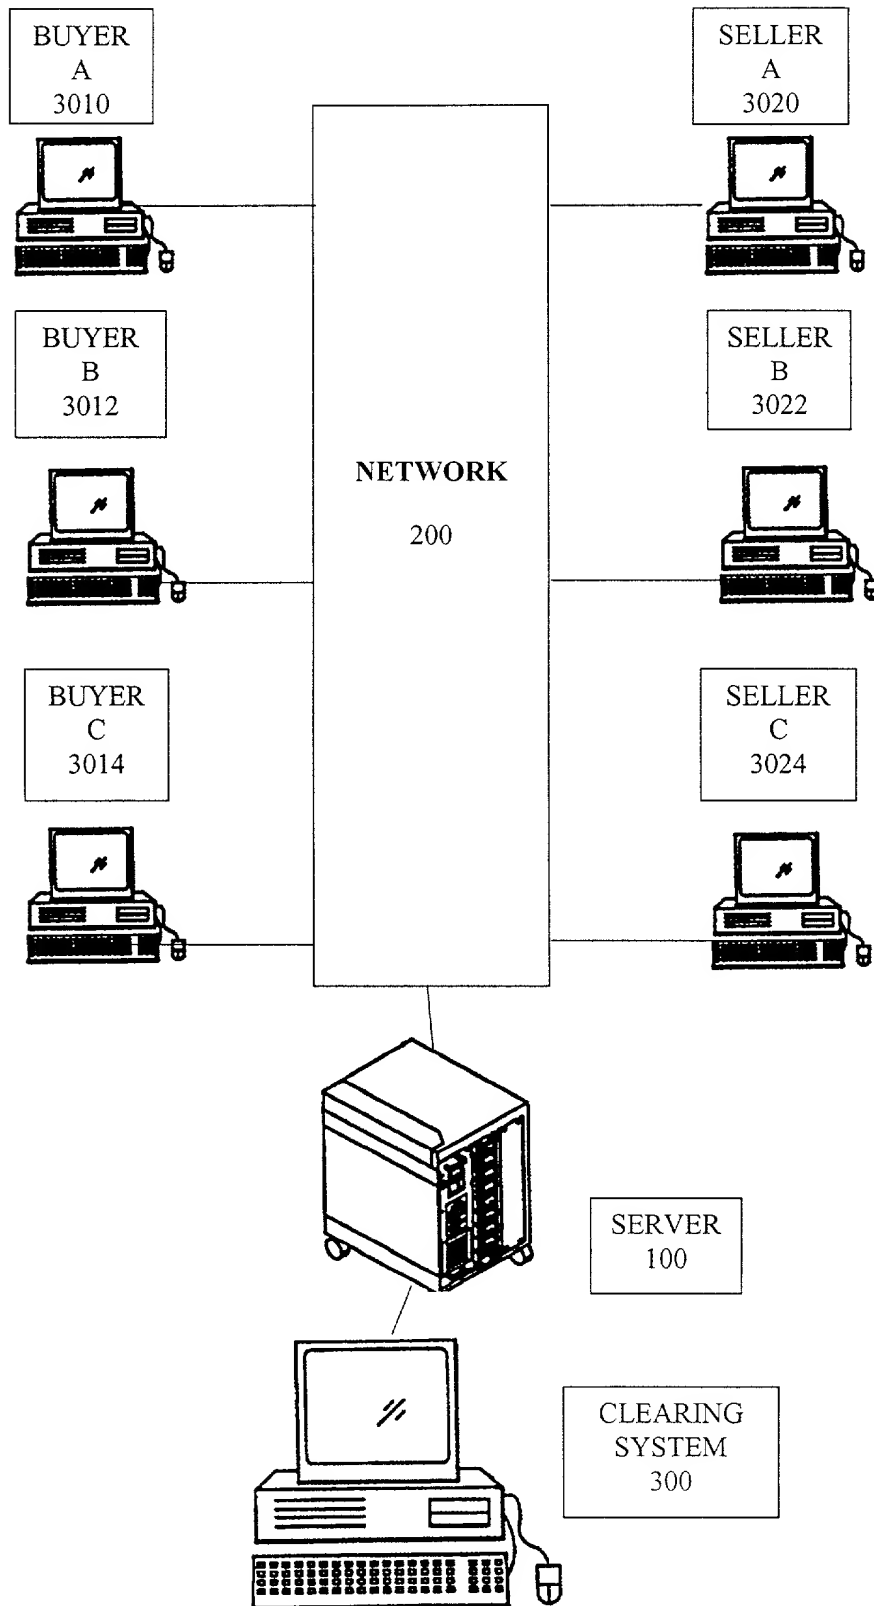 BUYER
A
3010
SELLER
A
3020
BUYER
B
3012
SELLER
B
3022
NETWORK
200
BUYER
C
3014
SELLER
C
3024
SERVER
100
CLEARING
SYSTEM
300